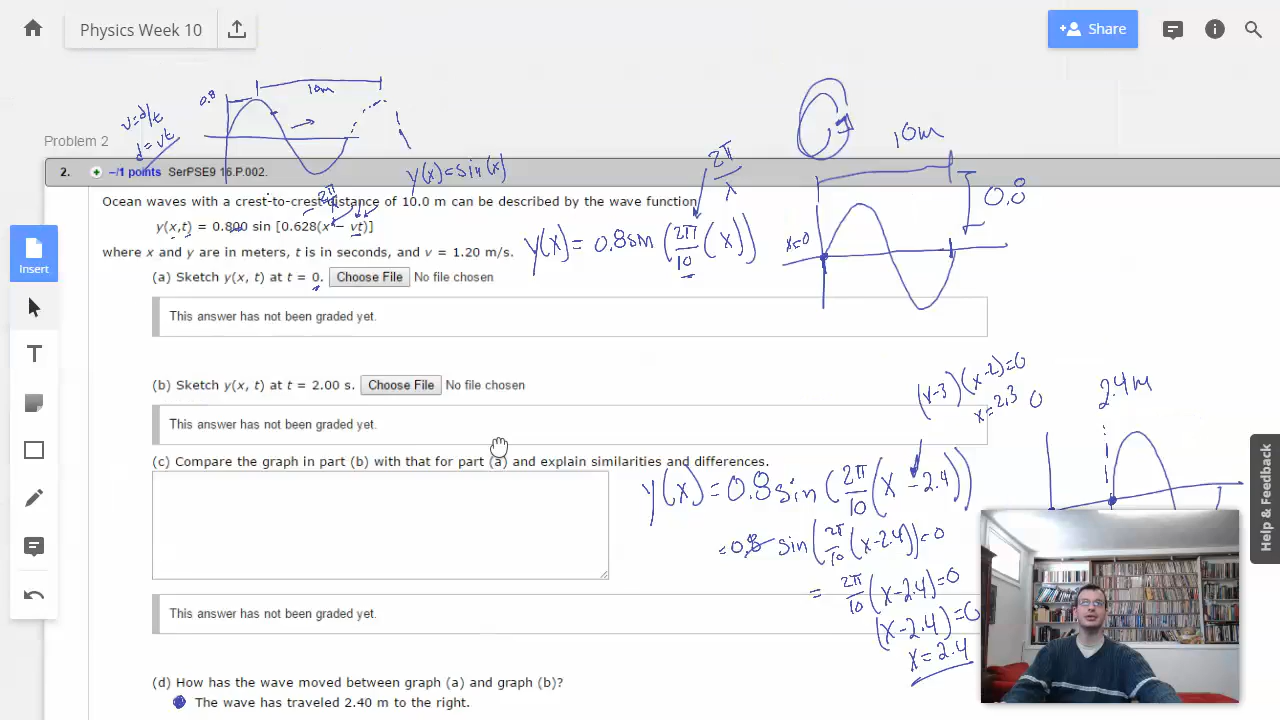 Physics Week 10
Share
0.8
10m
v=d/t
d=vt
Problem 2
2. -/1 points SerPSE9 16.P.002.
y(x)=sin(x)
2π
λ
10m
0.8
Ocean waves with a crest-to-crest distance of 10.0 m can be described by the wave function
2π
y(x,t) = 0.800 sin [0.628(x - vt)]
y(x)= 0.8sin (2π/10 (x))
x=0
where x and y are in meters, t is in seconds, and v = 1.20 m/s.
Insert
(a) Sketch y(x, t) at t = 0. Choose File No file chosen
This answer has not been graded yet.
(b) Sketch y(x, t) at t = 2.00 s. Choose File No file chosen
This answer has not been graded yet.
(x-3)(x-2)=0
x=2,3
0
2.4m
(c) Compare the graph in part (b) with that for part (a) and explain similarities and differences.
y(x)=0.8sin(2π/10(x-2.4))
=0.8 sin(2π/10(x-2.4))=0
= 2π/10(x-2.4)=0
(x-2.4)=0
x=2.4
This answer has not been graded yet.
(d) How has the wave moved between graph (a) and graph (b)?
The wave has traveled 2.40 m to the right.
Help & Feedback